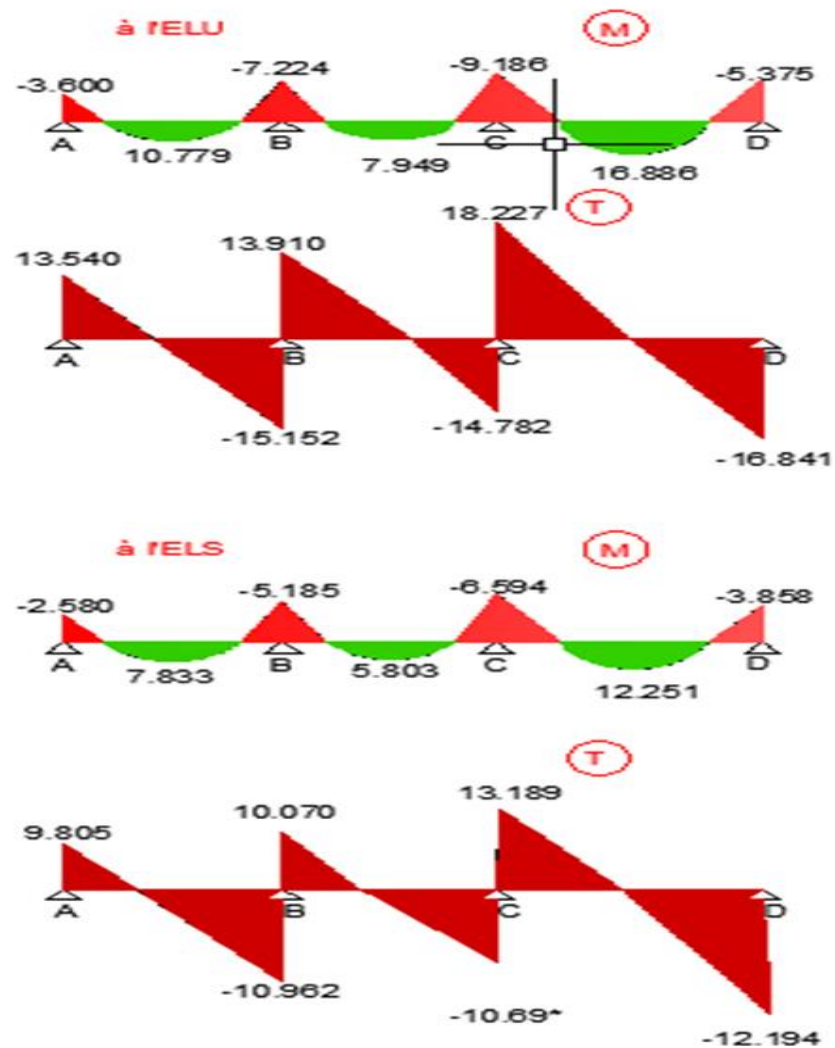 à l'ELU M
-3.600 -7.224 -9.186 -5.375
A B C D
10.779 7.949 16.886
T
13.540 13.910 18.227
A B C D
-15.152 -14.782 -16.841
à l'ELS M
-2.580 -5.185 -6.594 -3.858
A B C D
7.833 5.803 12.251
T
9.805 10.070 13.189
A B C D
-10.962 -10.69* -12.194